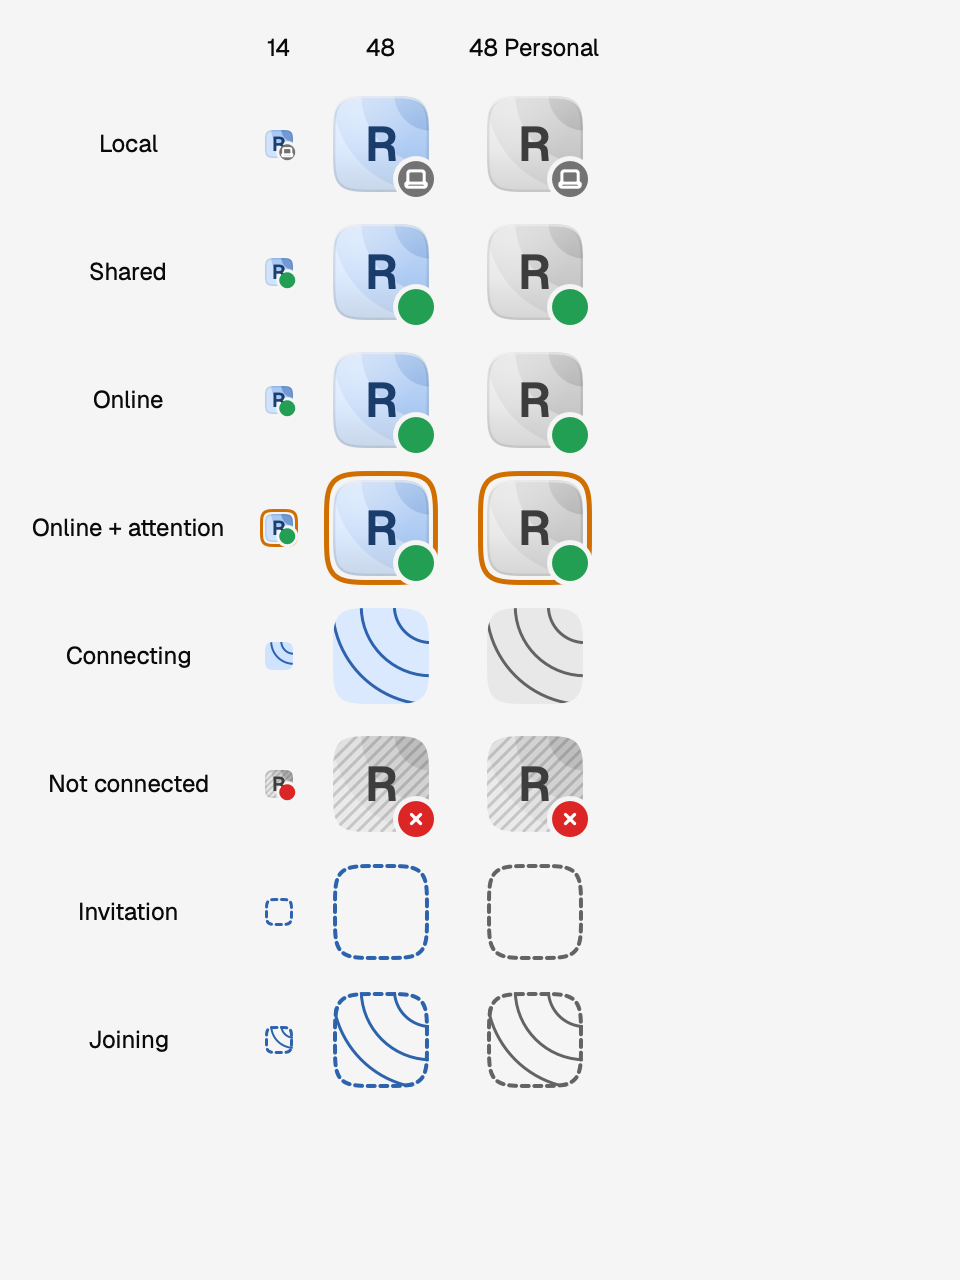 14 48 48 Personal
Local R R R
Shared R R R
Online R R R
Online + attention R R R
Connecting
Not connected R R R
Invitation
Joining